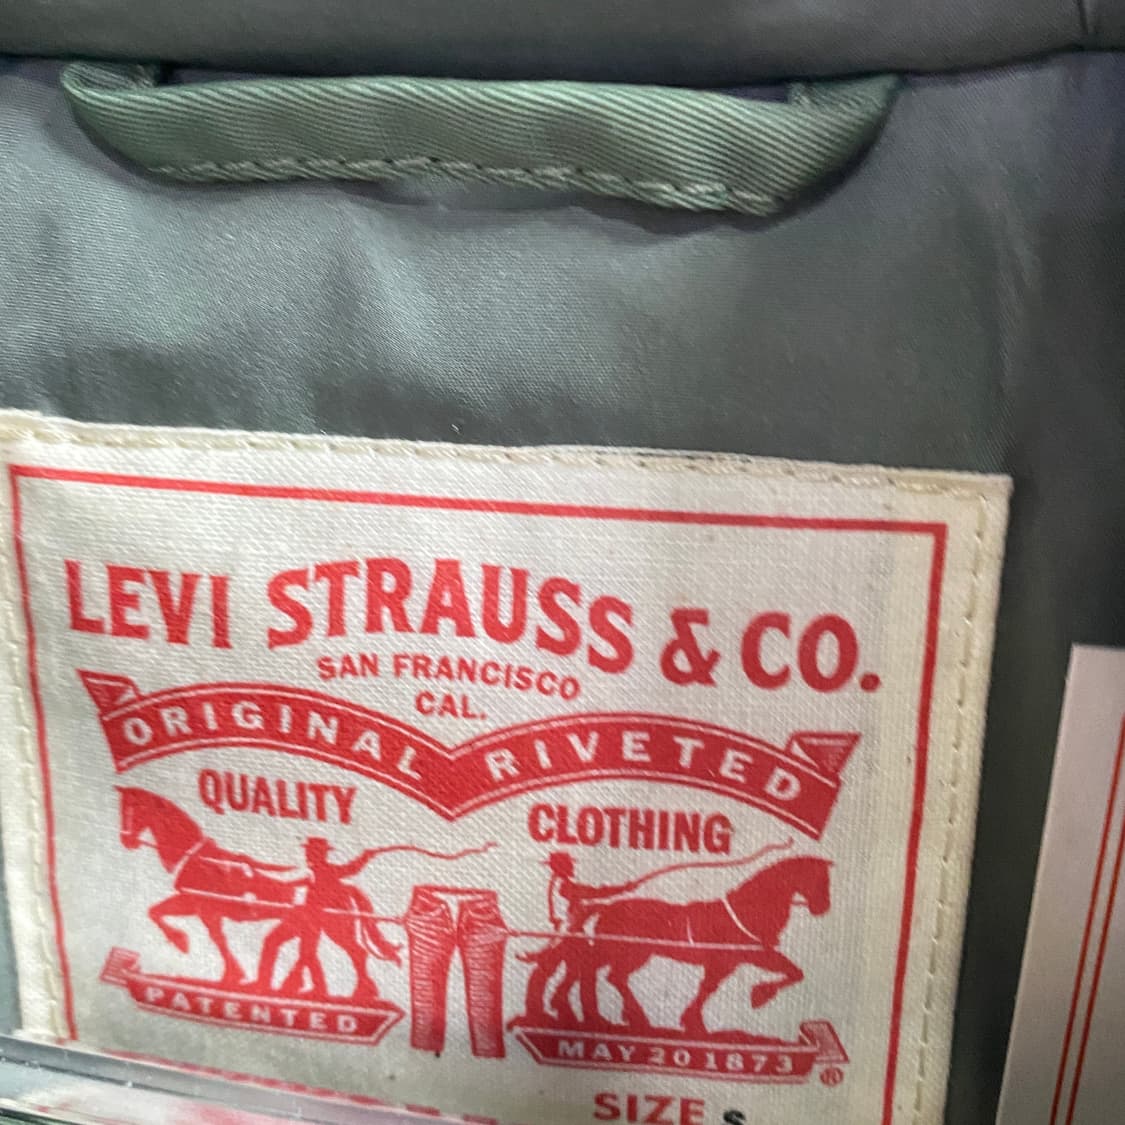 LEVI STRAUSS & CO.
SAN FRANCISCO
CAL.
ORIGINAL RIVETED
QUALITY CLOTHING
PATENTED MAY 20 1873 ®
SIZE S